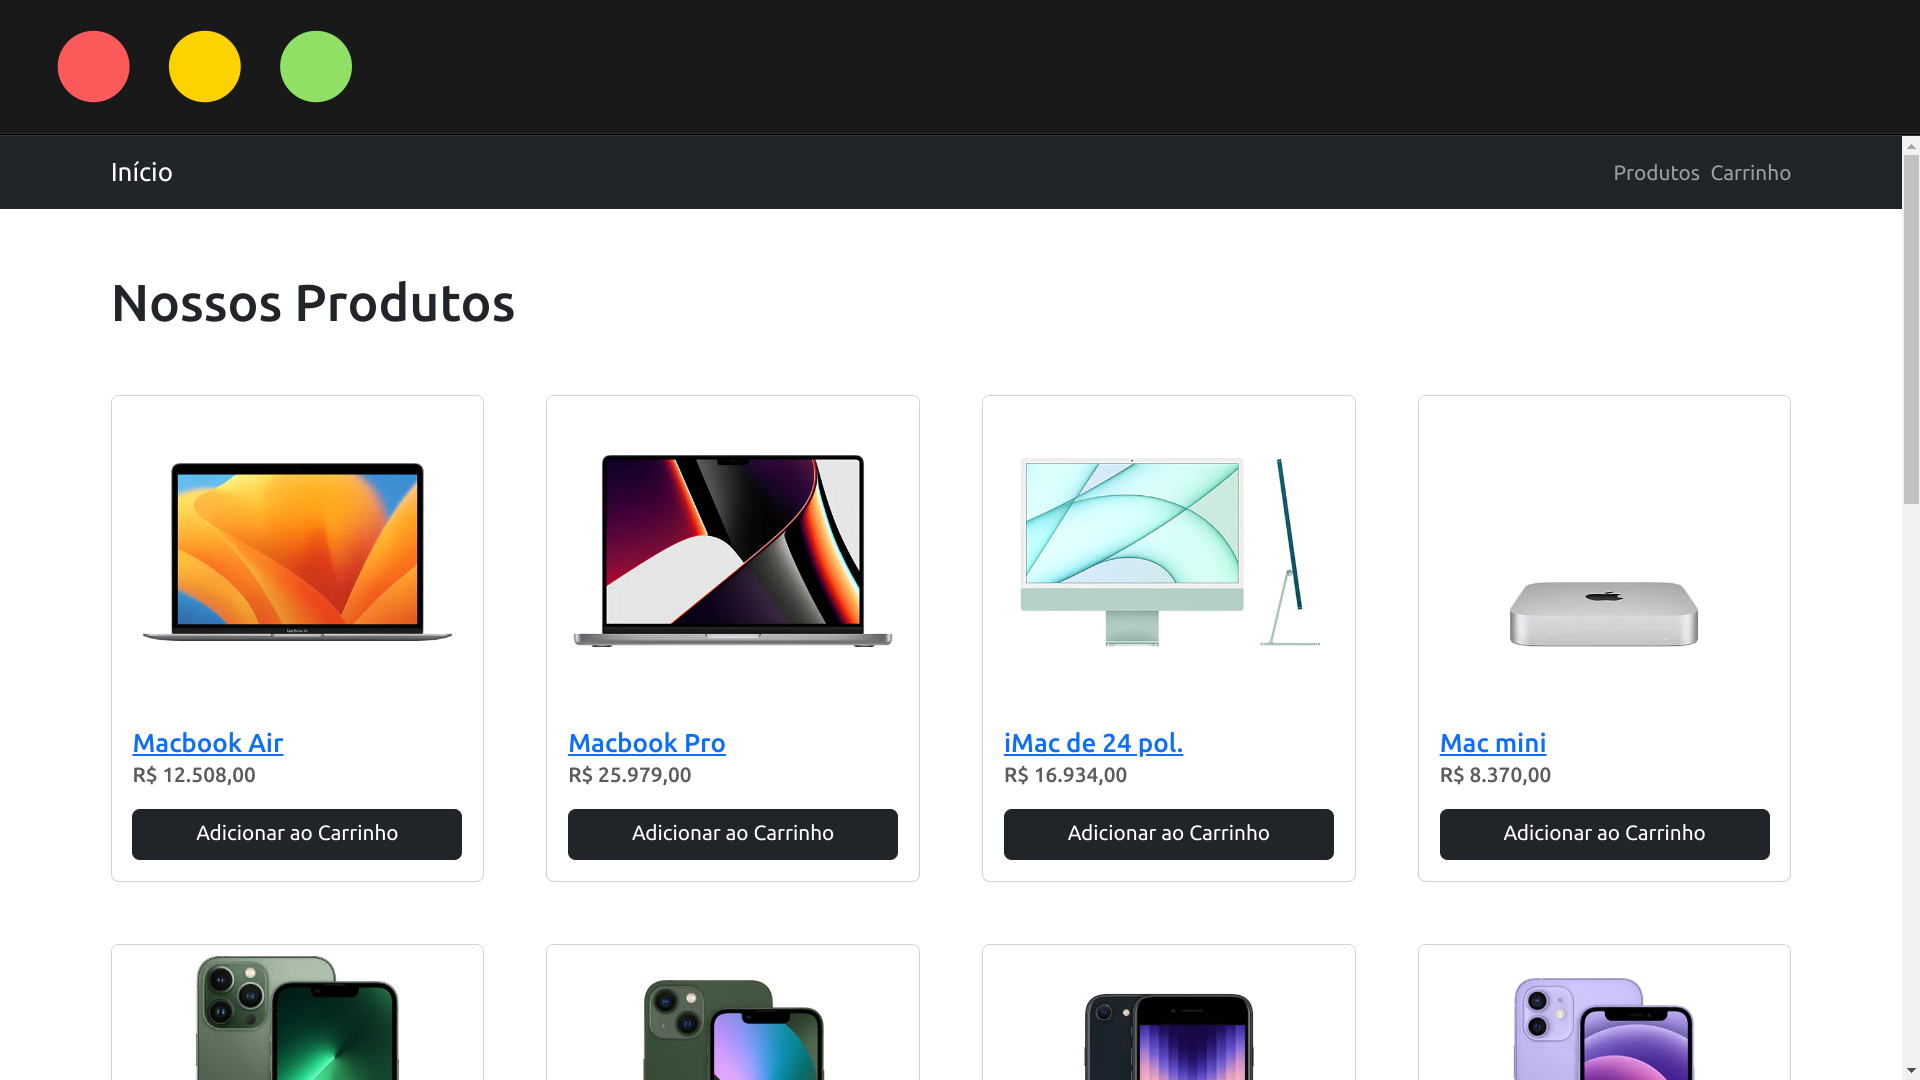 Início
Produtos Carrinho
Nossos Produtos
Macbook Air
R$ 12.508,00
Adicionar ao Carrinho
Macbook Pro
R$ 25.979,00
Adicionar ao Carrinho
iMac de 24 pol.
R$ 16.934,00
Adicionar ao Carrinho
Mac mini
R$ 8.370,00
Adicionar ao Carrinho